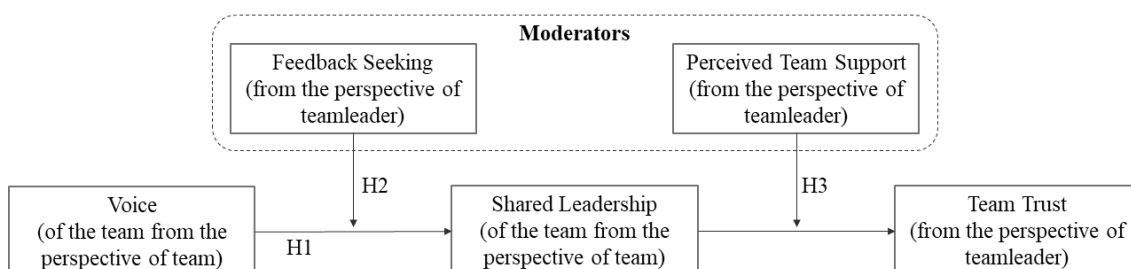 Moderators
Feedback Seeking
(from the perspective of
teamleader)
Perceived Team Support
(from the perspective of
teamleader)
H2
H3
Voice
(of the team from the
perspective of team)
H1
Shared Leadership
(of the team from the
perspective of team)
Team Trust
(from the perspective of
teamleader)